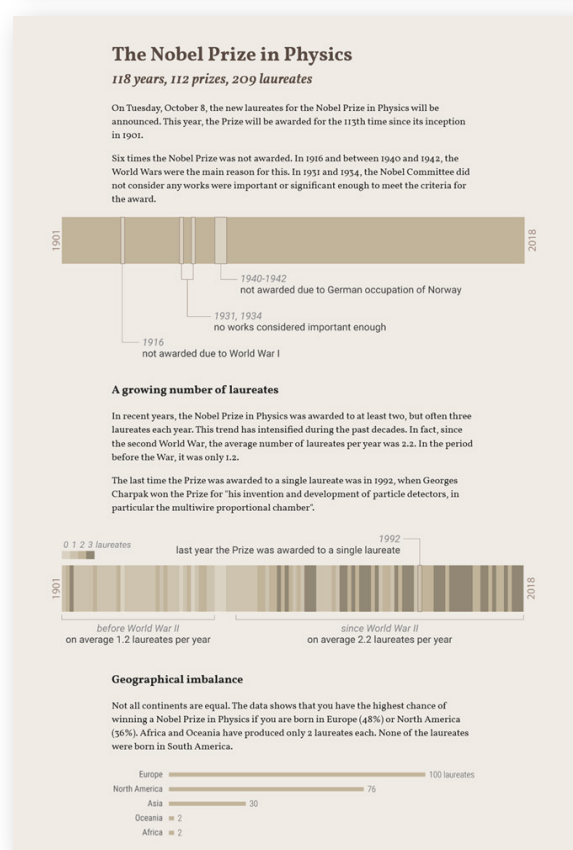 The Nobel Prize in Physics
118 years, 112 prizes, 209 laureates
On Tuesday, October 8, the new laureates for the Nobel Prize in Physics will be
announced. This year, the Prize will be awarded for the 113th time since its inception
in 1901.
Six times the Nobel Prize was not awarded. In 1916 and between 1940 and 1942, the
World Wars were the main reason for this. In 1931 and 1934, the Nobel Committee did
not consider any works were important or significant enough to meet the criteria for
the award.
1901
2018
1940-1942
not awarded due to German occupation of Norway
1931, 1934
no works considered important enough
1916
not awarded due to World War I
A growing number of laureates
In recent years, the Nobel Prize in Physics was awarded to at least two, but often three
laureates each year. This trend has intensified during the past decades. In fact, since
the second World War, the average number of laureates per year was 2.2. In the period
before the War, it was only 1.2.
The last time the Prize was awarded to a single laureate was in 1992, when Georges
Charpak won the Prize for "his invention and development of particle detectors, in
particular the multiwire proportional chamber".
0 1 2 3 laureates
1992
last year the Prize was awarded to a single laureate
1901
2018
before World War II
on average 1.2 laureates per year
since World War II
on average 2.2 laureates per year
Geographical imbalance
Not all continents are equal. The data shows that you have the highest chance of
winning a Nobel Prize in Physics if you are born in Europe (48%) or North America
(36%). Africa and Oceania have produced only 2 laureates each. None of the laureates
were born in South America.
Europe 100 laureates
North America 76
Asia 30
Oceania 2
Africa 2